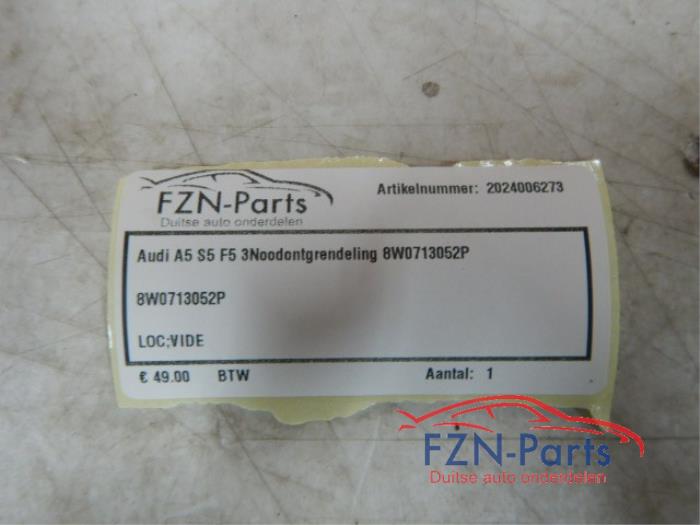 FZN-Parts
Duitse auto onderdelen
Artikelnummer: 2024006273
Audi A5 S5 F5 3Noodontgrendeling 8W0713052P
8W0713052P
LOC;VIDE
€ 49.00 BTW Aantal: 1
FZN-Parts
Duitse auto onderdelen